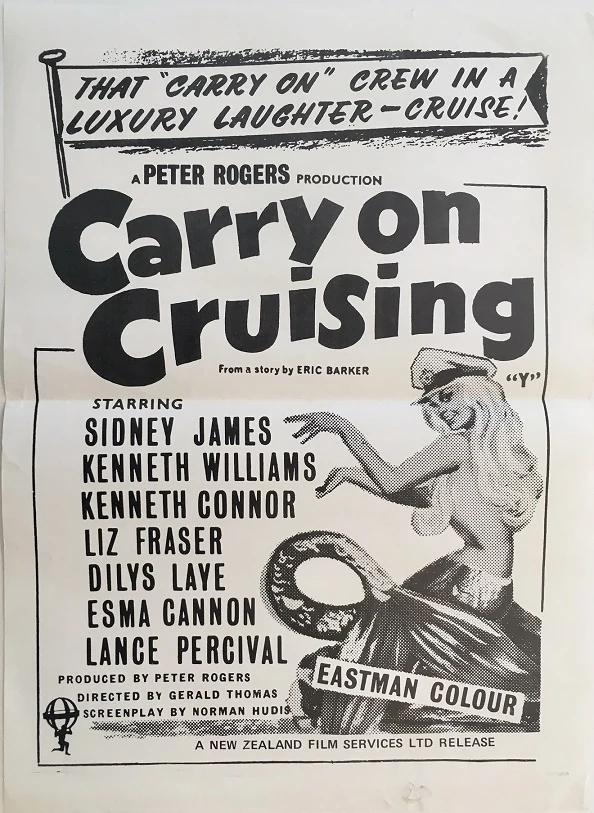 THAT "CARRY ON" CREW IN A
LUXURY LAUGHTER-CRUISE!
A PETER ROGERS PRODUCTION
Carry on
Cruising
From a story by ERIC BARKER
"Y"
STARRING
SIDNEY JAMES
KENNETH WILLIAMS
KENNETH CONNOR
LIZ FRASER
DILYS LAYE
ESMA CANNON
LANCE PERCIVAL
PRODUCED BY PETER ROGERS
DIRECTED BY GERALD THOMAS
SCREENPLAY BY NORMAN HUDIS
EASTMAN COLOUR
A NEW ZEALAND FILM SERVICES LTD RELEASE